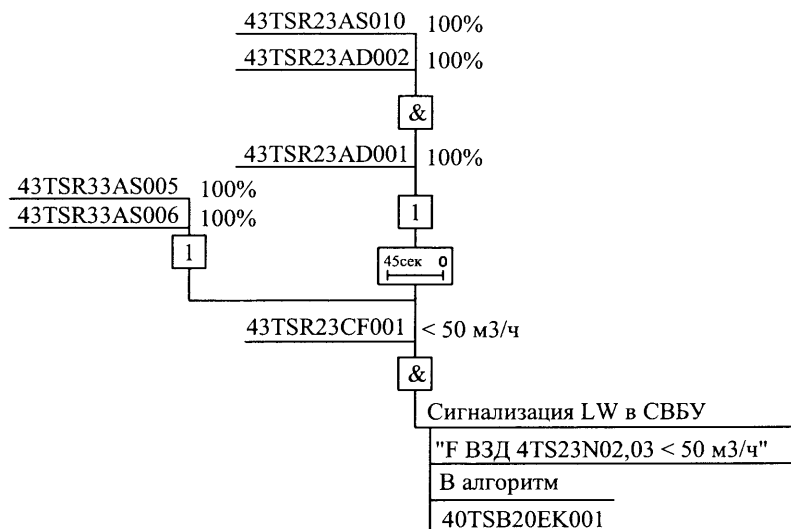 43TSR23AS010 100%
43TSR23AD002 100%
&
43TSR23AD001 100%
43TSR33AS005 100%
43TSR33AS006 100%
1
1
45сек 0
43TSR23CF001 < 50 м3/ч
&
Сигнализация LW в СВБУ
"F ВЗД 4TS23N02,03 < 50 м3/ч"
В алгоритм
40TSB20EK001